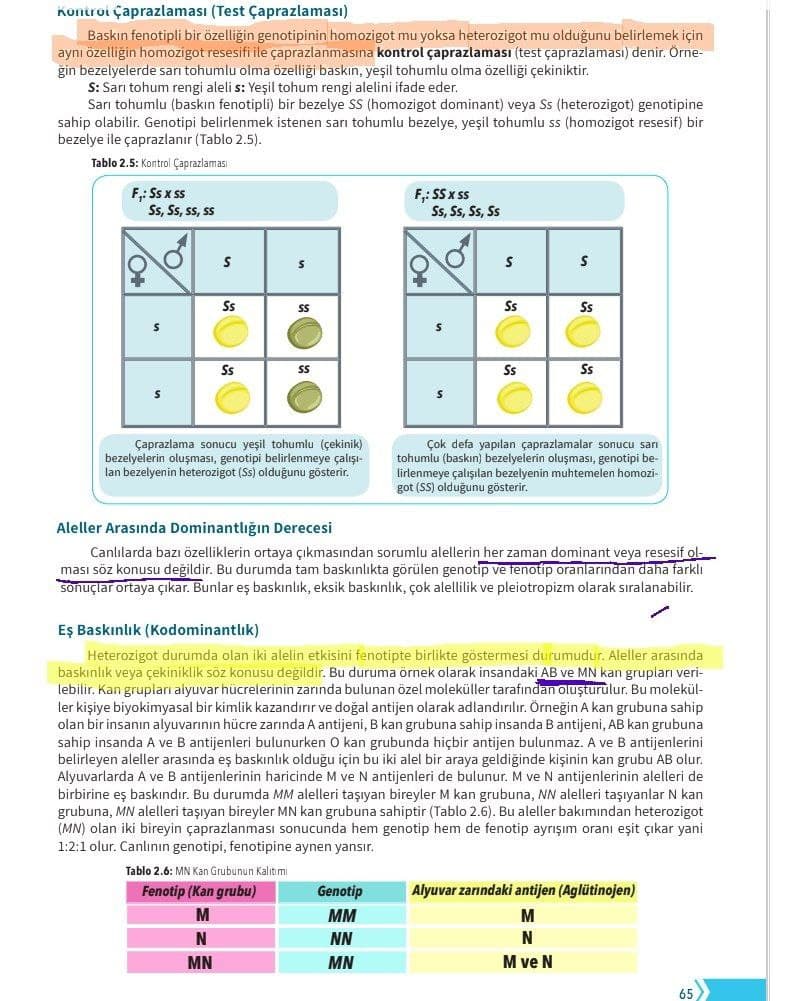 Kontrol Çaprazlaması (Test Çaprazlaması)
Baskın fenotipli bir özelliğin genotipinin homozigot mu yoksa heterozigot mu olduğunu belirlemek için
aynı özelliğin homozigot resesifi ile çaprazlanmasına kontrol çaprazlaması (test çaprazlaması) denir. Örne-
ğin bezelyelerde sarı tohumlu olma özelliği baskın, yeşil tohumlu olma özelliği çekiniktir.
S: Sarı tohum rengi aleli s: Yeşil tohum rengi alelini ifade eder.
Sarı tohumlu (baskın fenotipli) bir bezelye SS (homozigot dominant) veya Ss (heterozigot) genotipine
sahip olabilir. Genotipi belirlenmek istenen sarı tohumlu bezelye, yeşil tohumlu ss (homozigot resesif) bir
bezelye ile çaprazlanır (Tablo 2.5).
Tablo 2.5: Kontrol Çaprazlaması
F₁: Ss x ss
Ss, Ss, ss, ss
♀ ♂ S s
s Ss ss
s Ss ss
Çaprazlama sonucu yeşil tohumlu (çekinik)
bezelyelerin oluşması, genotipi belirlenmeye çalışı-
lan bezelyenin heterozigot (Ss) olduğunu gösterir.
F₁: SS x ss
Ss, Ss, Ss, Ss
♀ ♂ S S
s Ss Ss
s Ss Ss
Çok defa yapılan çaprazlamalar sonucu sarı
tohumlu (baskın) bezelyelerin oluşması, genotipi be-
lirlenmeye çalışılan bezelyenin muhtemelen homozi-
got (SS) olduğunu gösterir.
Aleller Arasında Dominantlığın Derecesi
Canlılarda bazı özelliklerin ortaya çıkmasından sorumlu alellerin her zaman dominant veya resesif ol-
ması söz konusu değildir. Bu durumda tam baskınlıkta görülen genotip ve fenotip oranlarından daha farklı
sonuçlar ortaya çıkar. Bunlar eş baskınlık, eksik baskınlık, çok alellilik ve pleiotropizm olarak sıralanabilir.
Eş Baskınlık (Kodominantlık)
Heterozigot durumda olan iki alelin etkisini fenotipte birlikte göstermesi durumudur. Aleller arasında
baskınlık veya çekiniklik söz konusu değildir. Bu duruma örnek olarak insandaki AB ve MN kan grupları veri-
lebilir. Kan grupları alyuvar hücrelerinin zarında bulunan özel moleküller tarafından oluşturulur. Bu molekül-
ler kişiye biyokimyasal bir kimlik kazandırır ve doğal antijen olarak adlandırılır. Örneğin A kan grubuna sahip
olan bir insanın alyuvarının hücre zarında A antijeni, B kan grubuna sahip insanda B antijeni, AB kan grubuna
sahip insanda A ve B antijenleri bulunurken O kan grubunda hiçbir antijen bulunmaz. A ve B antijenlerini
belirleyen aleller arasında eş baskınlık olduğu için bu iki alel bir araya geldiğinde kişinin kan grubu AB olur.
Alyuvarlarda A ve B antijenlerinin haricinde M ve N antijenleri de bulunur. M ve N antijenlerinin alelleri de
birbirine eş baskındır. Bu durumda MM alelleri taşıyan bireyler M kan grubuna, NN alelleri taşıyanlar N kan
grubuna, MN alelleri taşıyan bireyler MN kan grubuna sahiptir (Tablo 2.6). Bu aleller bakımından heterozigot
(MN) olan iki bireyin çaprazlanması sonucunda hem genotip hem de fenotip ayrışım oranı eşit çıkar yani
1:2:1 olur. Canlının genotipi, fenotipine aynen yansır.
Tablo 2.6: MN Kan Grubunun Kalıtımı
Fenotip (Kan grubu) Genotip Alyuvar zarındaki antijen (Aglütinojen)
M MM M
N NN N
MN MN M ve N
65